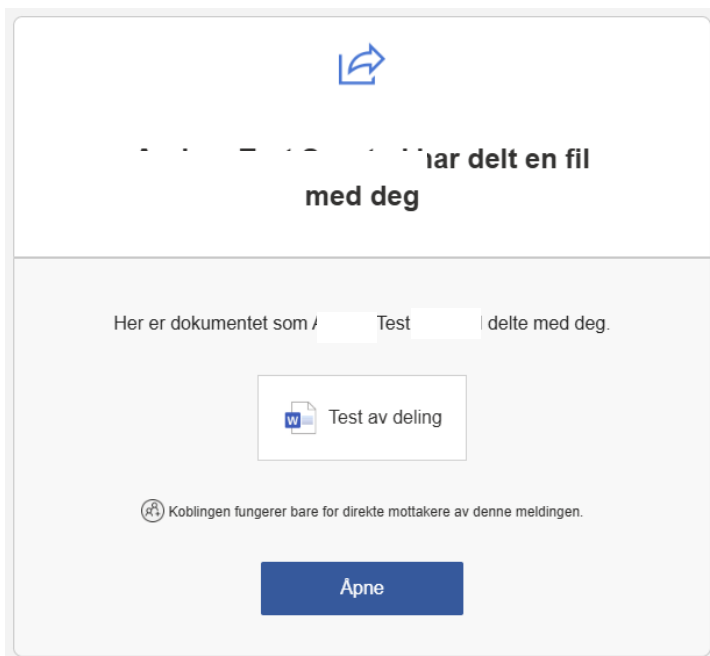 har delt en fil
med deg
Her er dokumentet som A Test delte med deg.
W Test av deling
Koblingen fungerer bare for direkte mottakere av denne meldingen.
Åpne